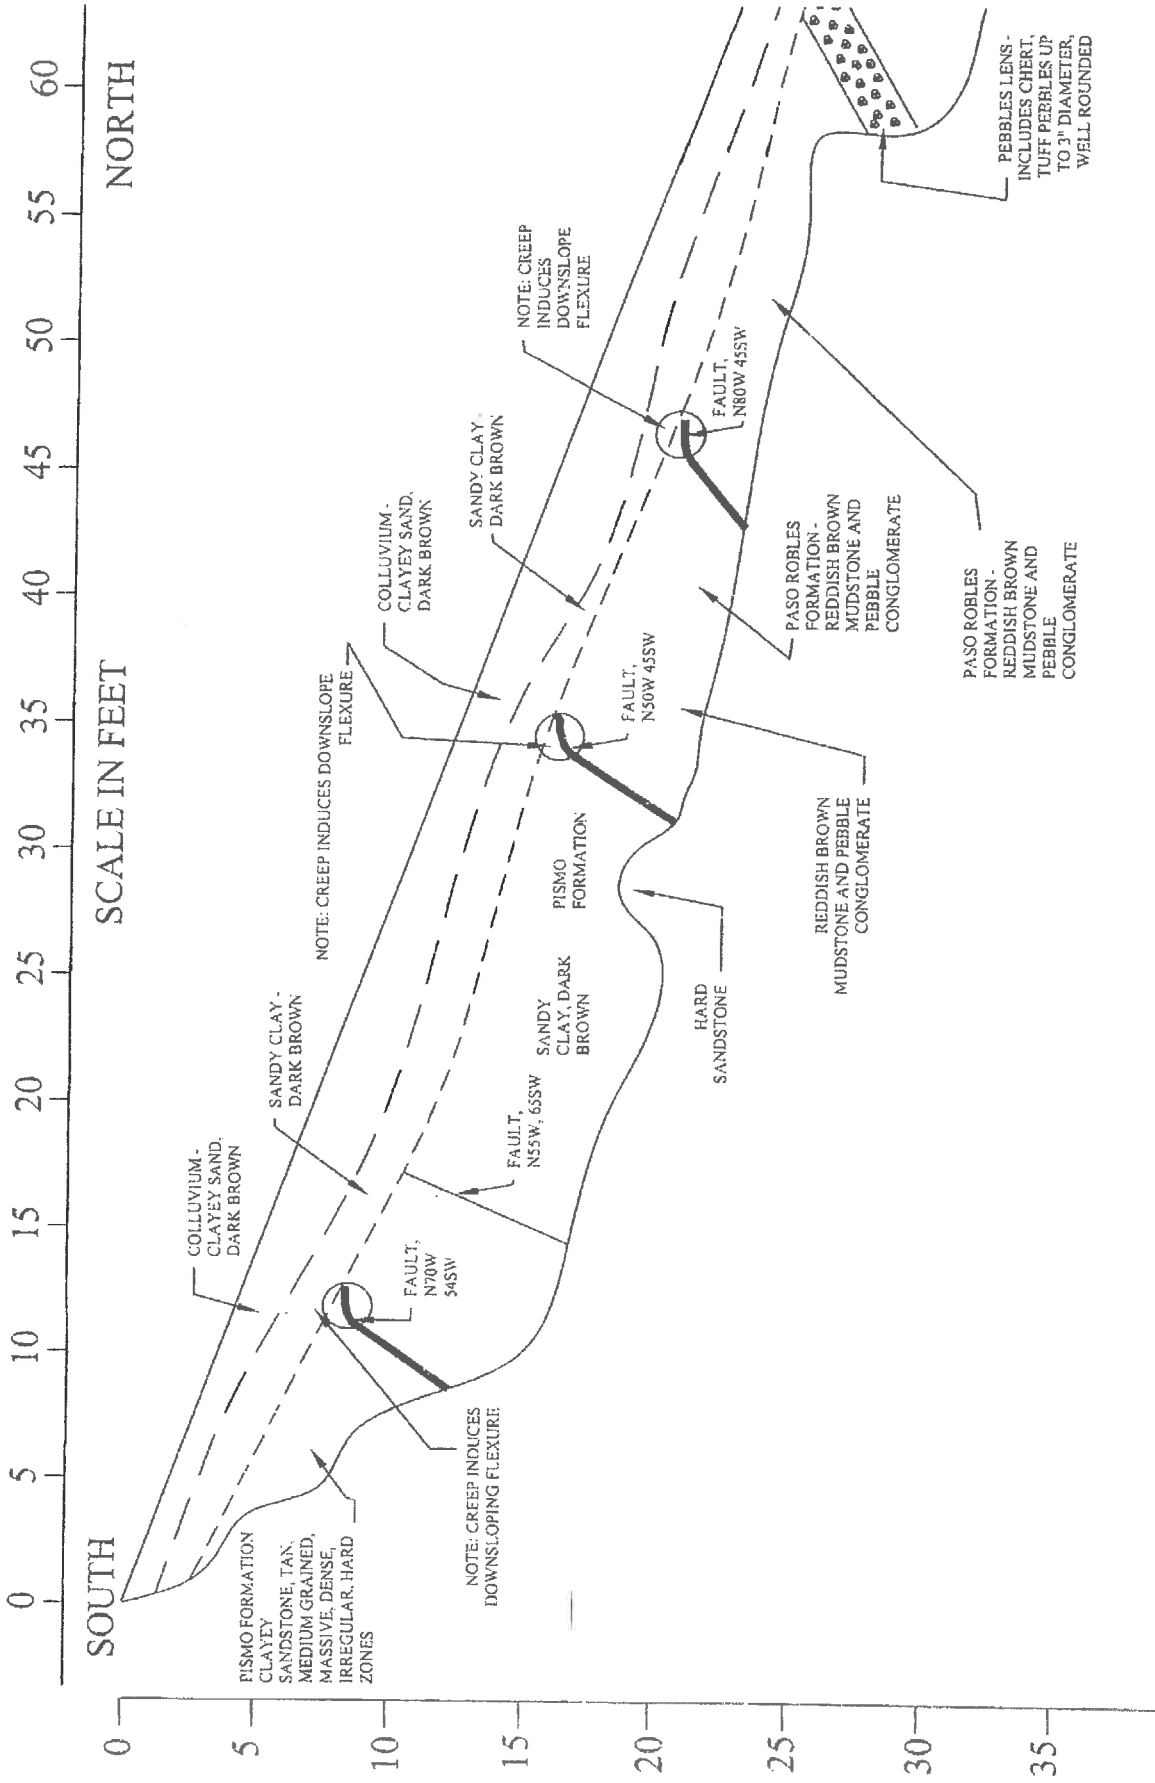 0 5 10 15 20 25 30 35 40 45 50 55 60
SCALE IN FEET
SOUTH
NORTH
0
5
10
15
20
25
30
35
PISMO FORMATION
CLAYEY
SANDSTONE, TAN,
MEDIUM GRAINED,
MASSIVE, DENSE,
IRREGULAR, HARD
ZONES
NOTE: CREEP INDUCES
DOWNSLOPING FLEXURE
COLLUVIUM -
CLAYEY SAND,
DARK BROWN
SANDY CLAY -
DARK BROWN
FAULT,
N70W
54SW
FAULT,
N55W, 65SW
SANDY
CLAY, DARK
BROWN
PISMO
FORMATION
HARD
SANDSTONE
NOTE: CREEP INDUCES DOWNSLOPE
FLEXURE
COLLUVIUM -
CLAYEY SAND,
DARK BROWN
SANDY CLAY -
DARK BROWN
FAULT,
N50W 45SW
REDDISH BROWN
MUDSTONE AND PEBBLE
CONGLOMERATE
PASO ROBLES
FORMATION -
REDDISH BROWN
MUDSTONE AND
PEBBLE
CONGLOMERATE
NOTE: CREEP
INDUCES
DOWNSLOPE
FLEXURE
FAULT,
N80W 45SW
PASO ROBLES
FORMATION -
REDDISH BROWN
MUDSTONE AND
PEBBLE
CONGLOMERATE
PEBBLES LENS -
INCLUDES CHERT,
TUFF PEBBLES UP
TO 3" DIAMETER,
WELL ROUNDED